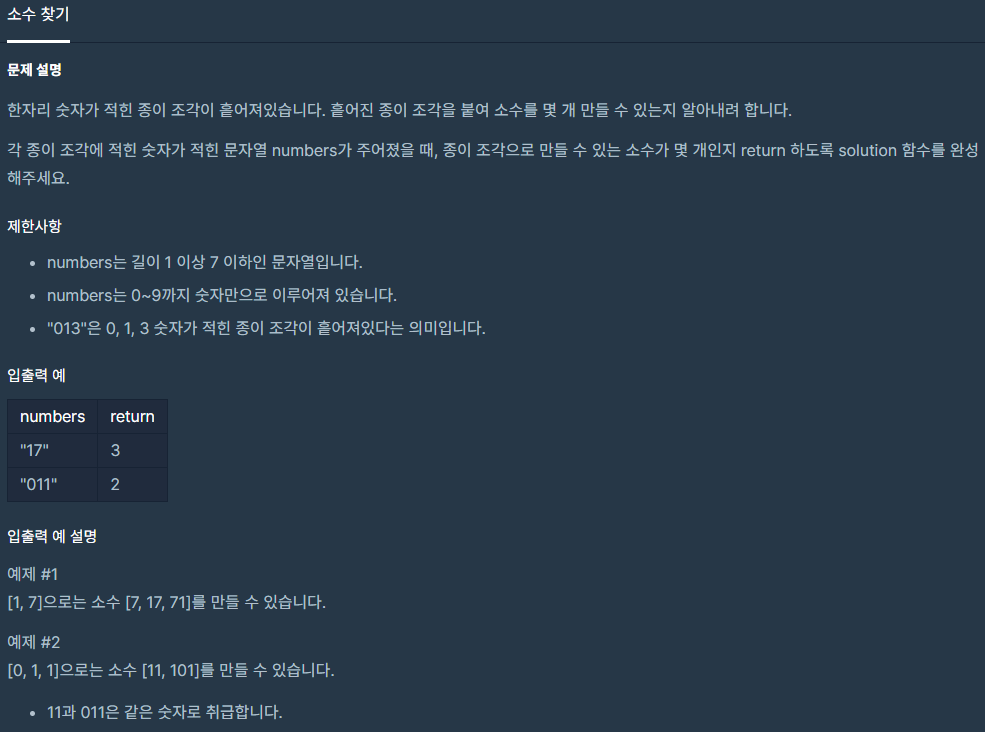 소수 찾기
문제 설명
한자리 숫자가 적힌 종이 조각이 흩어져있습니다. 흩어진 종이 조각을 붙여 소수를 몇 개 만들 수 있는지 알아내려 합니다.
각 종이 조각에 적힌 숫자가 적힌 문자열 numbers가 주어졌을 때, 종이 조각으로 만들 수 있는 소수가 몇 개인지 return 하도록 solution 함수를 완성
해주세요.
제한사항
• numbers는 길이 1 이상 7 이하인 문자열입니다.
• numbers는 0~9까지 숫자만으로 이루어져 있습니다.
• "013"은 0, 1, 3 숫자가 적힌 종이 조각이 흩어져있다는 의미입니다.
입출력 예
numbers return
"17" 3
"011" 2
입출력 예 설명
예제 #1
[1, 7]으로는 소수 [7, 17, 71]를 만들 수 있습니다.
예제 #2
[0, 1, 1]으로는 소수 [11, 101]를 만들 수 있습니다.
• 11과 011은 같은 숫자로 취급합니다.